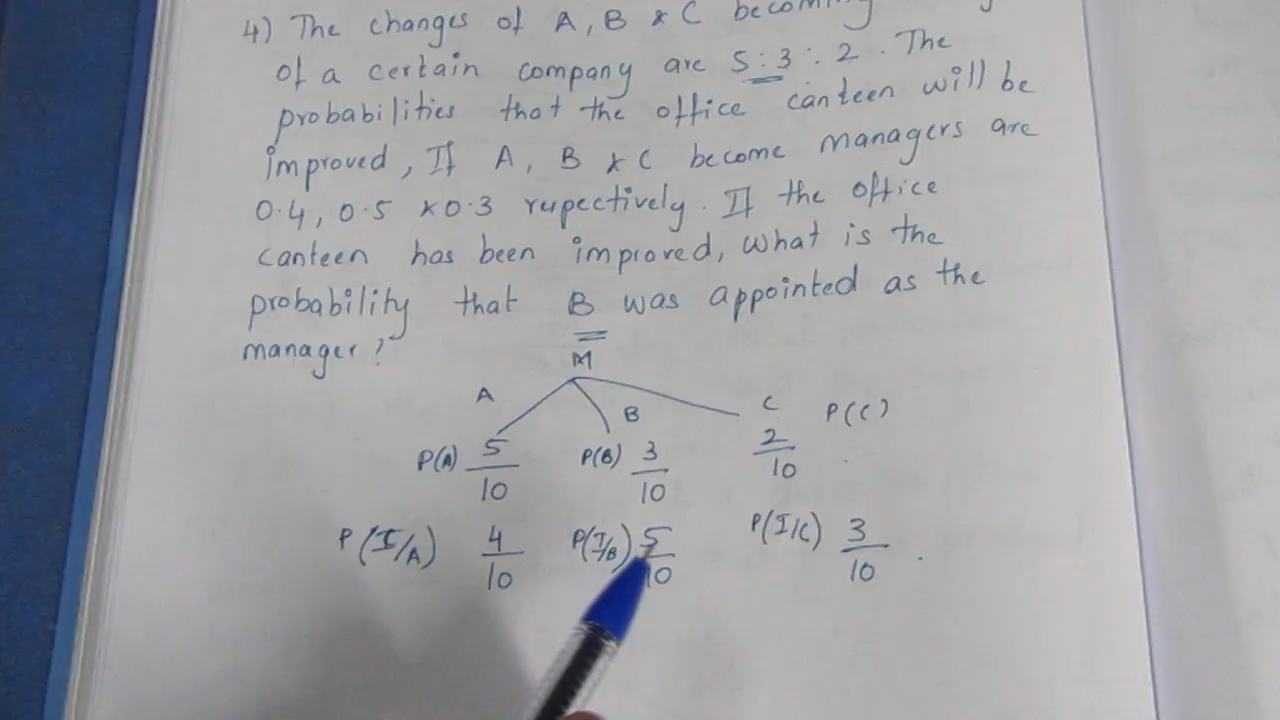 4) The changes of A, B & C
of a certain company are 5:3:2. The
probabilities that the office canteen will be
improved, If A, B & C become managers are
0.4, 0.5 & 0.3 rupectively. If the office
canteen has been improved, what is the
probability that B was appointed as the
manager?
M
A B C P(C)
P(A) 5/10 P(B) 3/10 2/10
P(I/A) 4/10 P(I/B) 5/10 P(I/C) 3/10 .